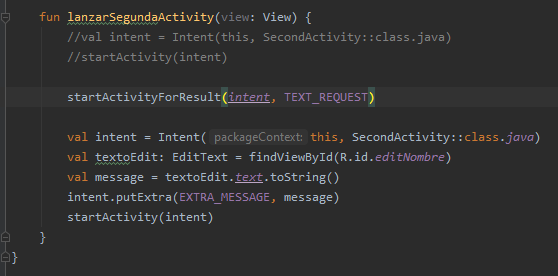 fun lanzarSegundaActivity(view: View) {
//val intent = Intent(this, SecondActivity::class.java)
//startActivity(intent)
startActivityForResult(intent, TEXT_REQUEST)
val intent = Intent( packageContext: this, SecondActivity::class.java)
val textoEdit: EditText = findViewById(R.id.editNombre)
val message = textoEdit.text.toString()
intent.putExtra(EXTRA_MESSAGE, message)
startActivity(intent)
}
}